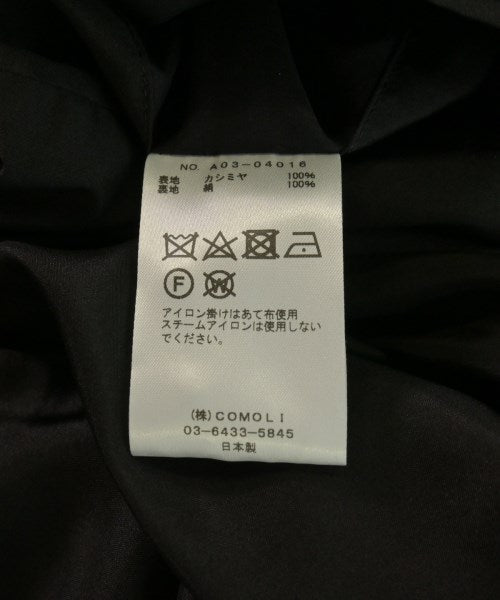 NO. A03-04016
表地 カシミヤ 100%
裏地 絹 100%
F W
アイロン掛けはあて布使用
スチームアイロンは使用しない
でください。
(株)COMOLI
03-6433-5845
日本製